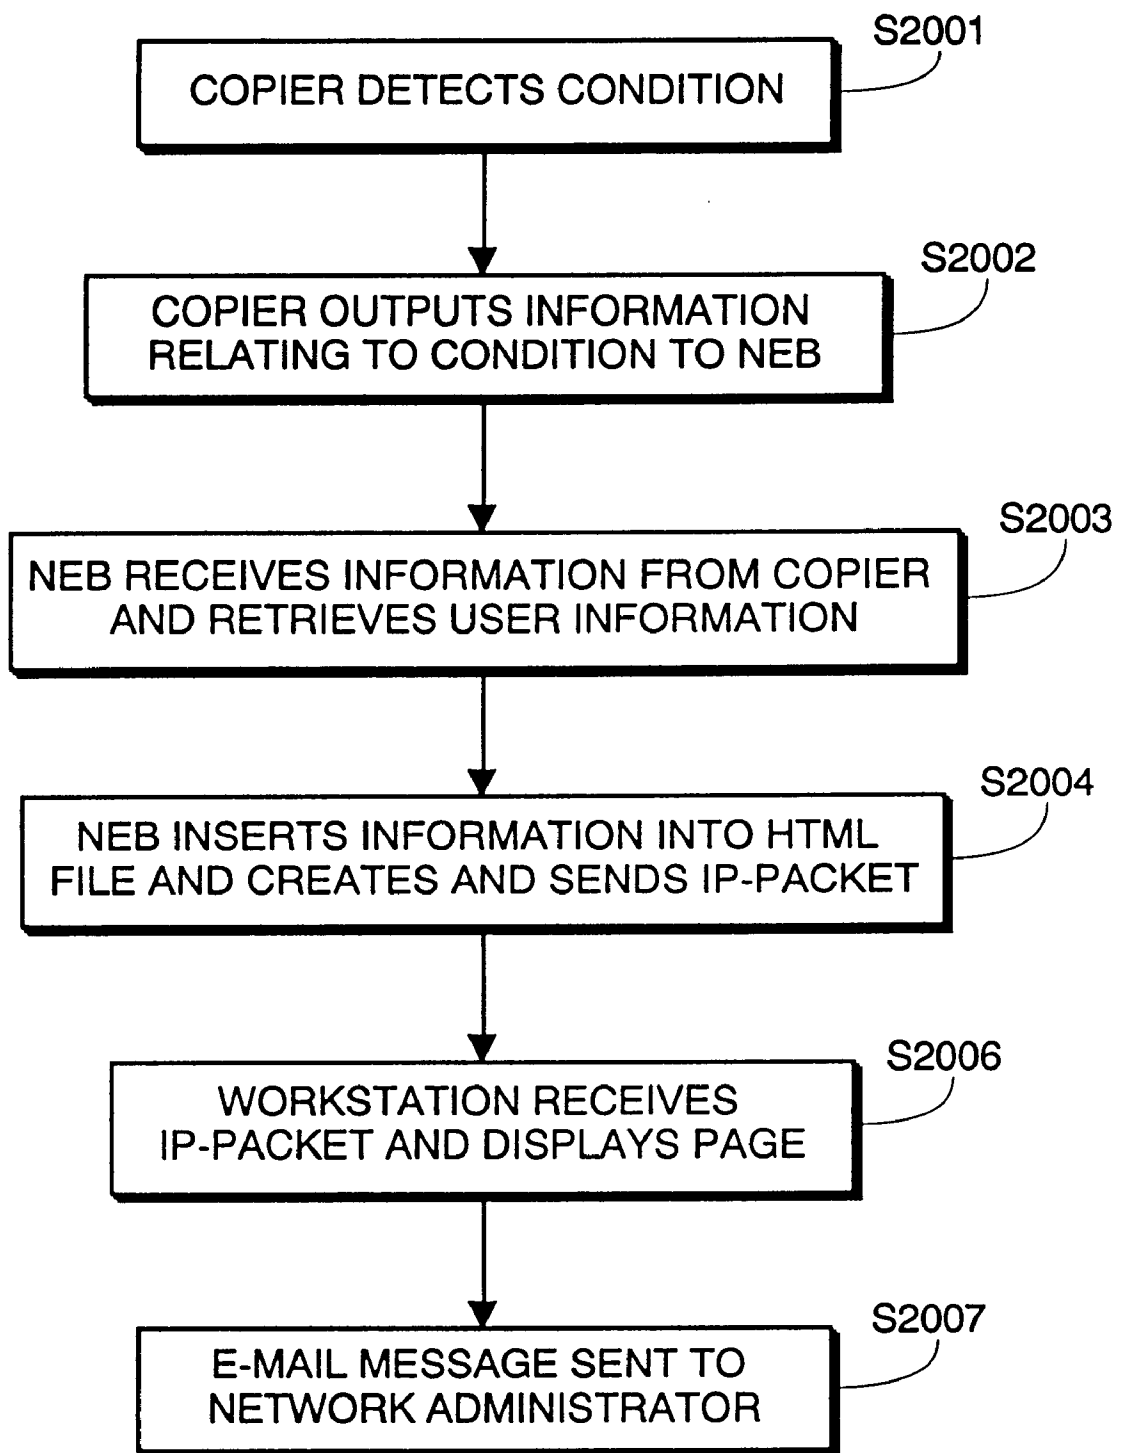 S2001
COPIER DETECTS CONDITION
S2002
COPIER OUTPUTS INFORMATION
RELATING TO CONDITION TO NEB
S2003
NEB RECEIVES INFORMATION FROM COPIER
AND RETRIEVES USER INFORMATION
S2004
NEB INSERTS INFORMATION INTO HTML
FILE AND CREATES AND SENDS IP-PACKET
S2006
WORKSTATION RECEIVES
IP-PACKET AND DISPLAYS PAGE
S2007
E-MAIL MESSAGE SENT TO
NETWORK ADMINISTRATOR